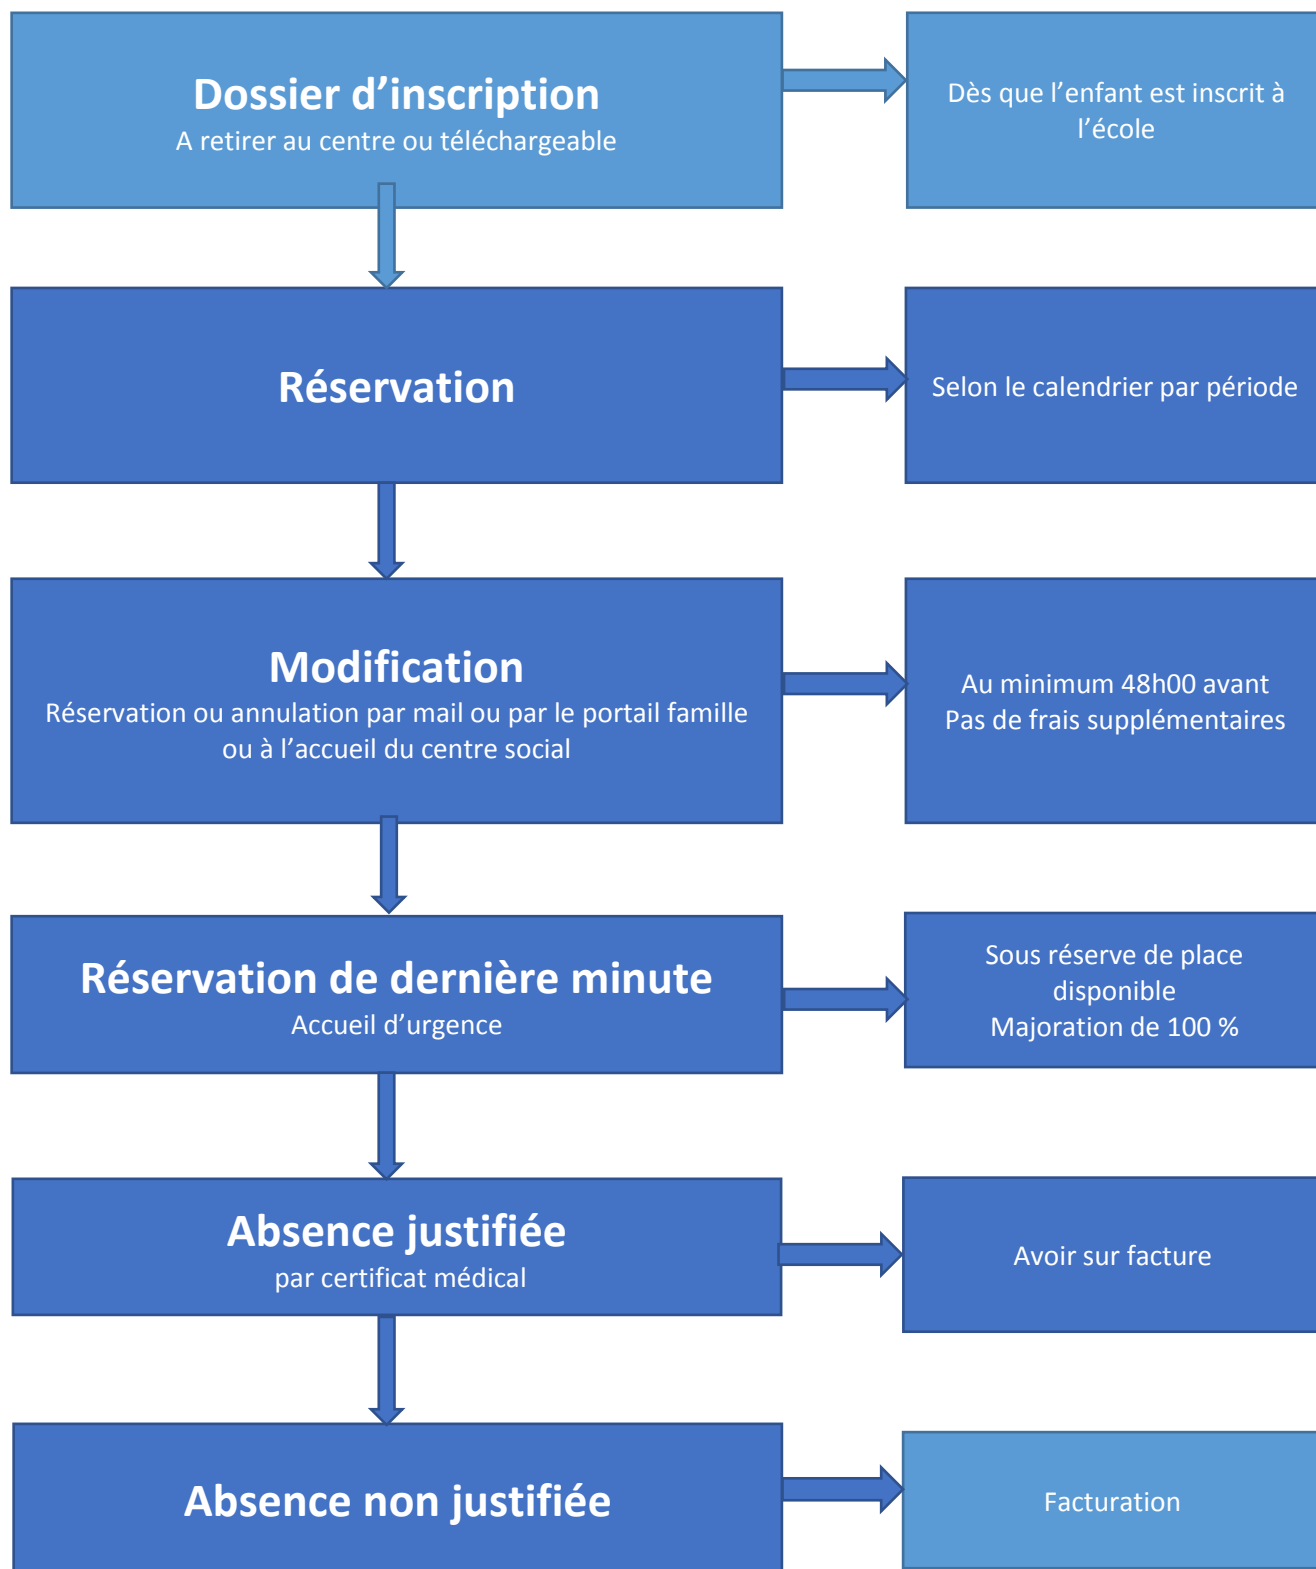 Dossier d'inscription
A retirer au centre ou téléchargeable
Dès que l'enfant est inscrit à
l'école
Réservation
Selon le calendrier par période
Modification
Réservation ou annulation par mail ou par le portail famille
ou à l'accueil du centre social
Au minimum 48h00 avant
Pas de frais supplémentaires
Réservation de dernière minute
Accueil d'urgence
Sous réserve de place
disponible
Majoration de 100 %
Absence justifiée
par certificat médical
Avoir sur facture
Absence non justifiée
Facturation